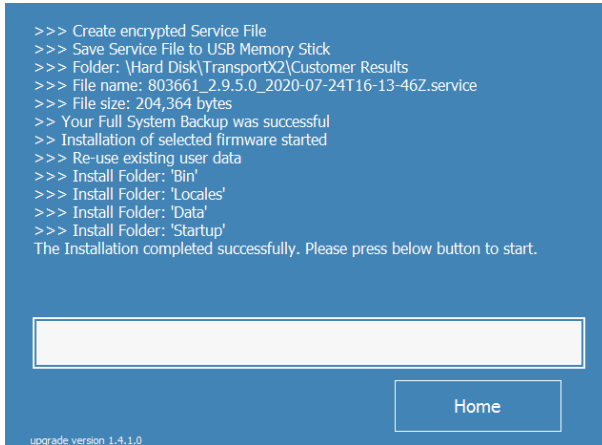 >>> Create encrypted Service File
>>> Save Service File to USB Memory Stick
>>> Folder: \Hard Disk\TransportX2\Customer Results
>>> File name: 803661_2.9.5.0_2020-07-24T16-13-46Z.service
>>> File size: 204,364 bytes
>> Your Full System Backup was successful
>> Installation of selected firmware started
>>> Re-use existing user data
>>> Install Folder: 'Bin'
>>> Install Folder: 'Locales'
>>> Install Folder: 'Data'
>>> Install Folder: 'Startup'
The Installation completed successfully. Please press below button to start.
Home
upgrade version 1.4.1.0